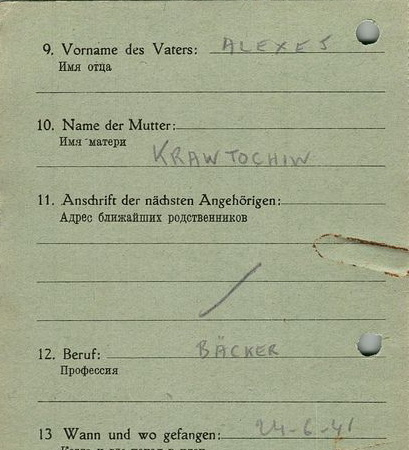 9. Vorname des Vaters: ALEXEJ
Имя отца
10. Name der Mutter:
Имя матери
KRAWTOCHIW
11. Anschrift der nächsten Angehörigen:
Адрес ближайших родственников
12. Beruf: BÄCKER
Профессия
13 Wann und wo gefangen: 24-6-41